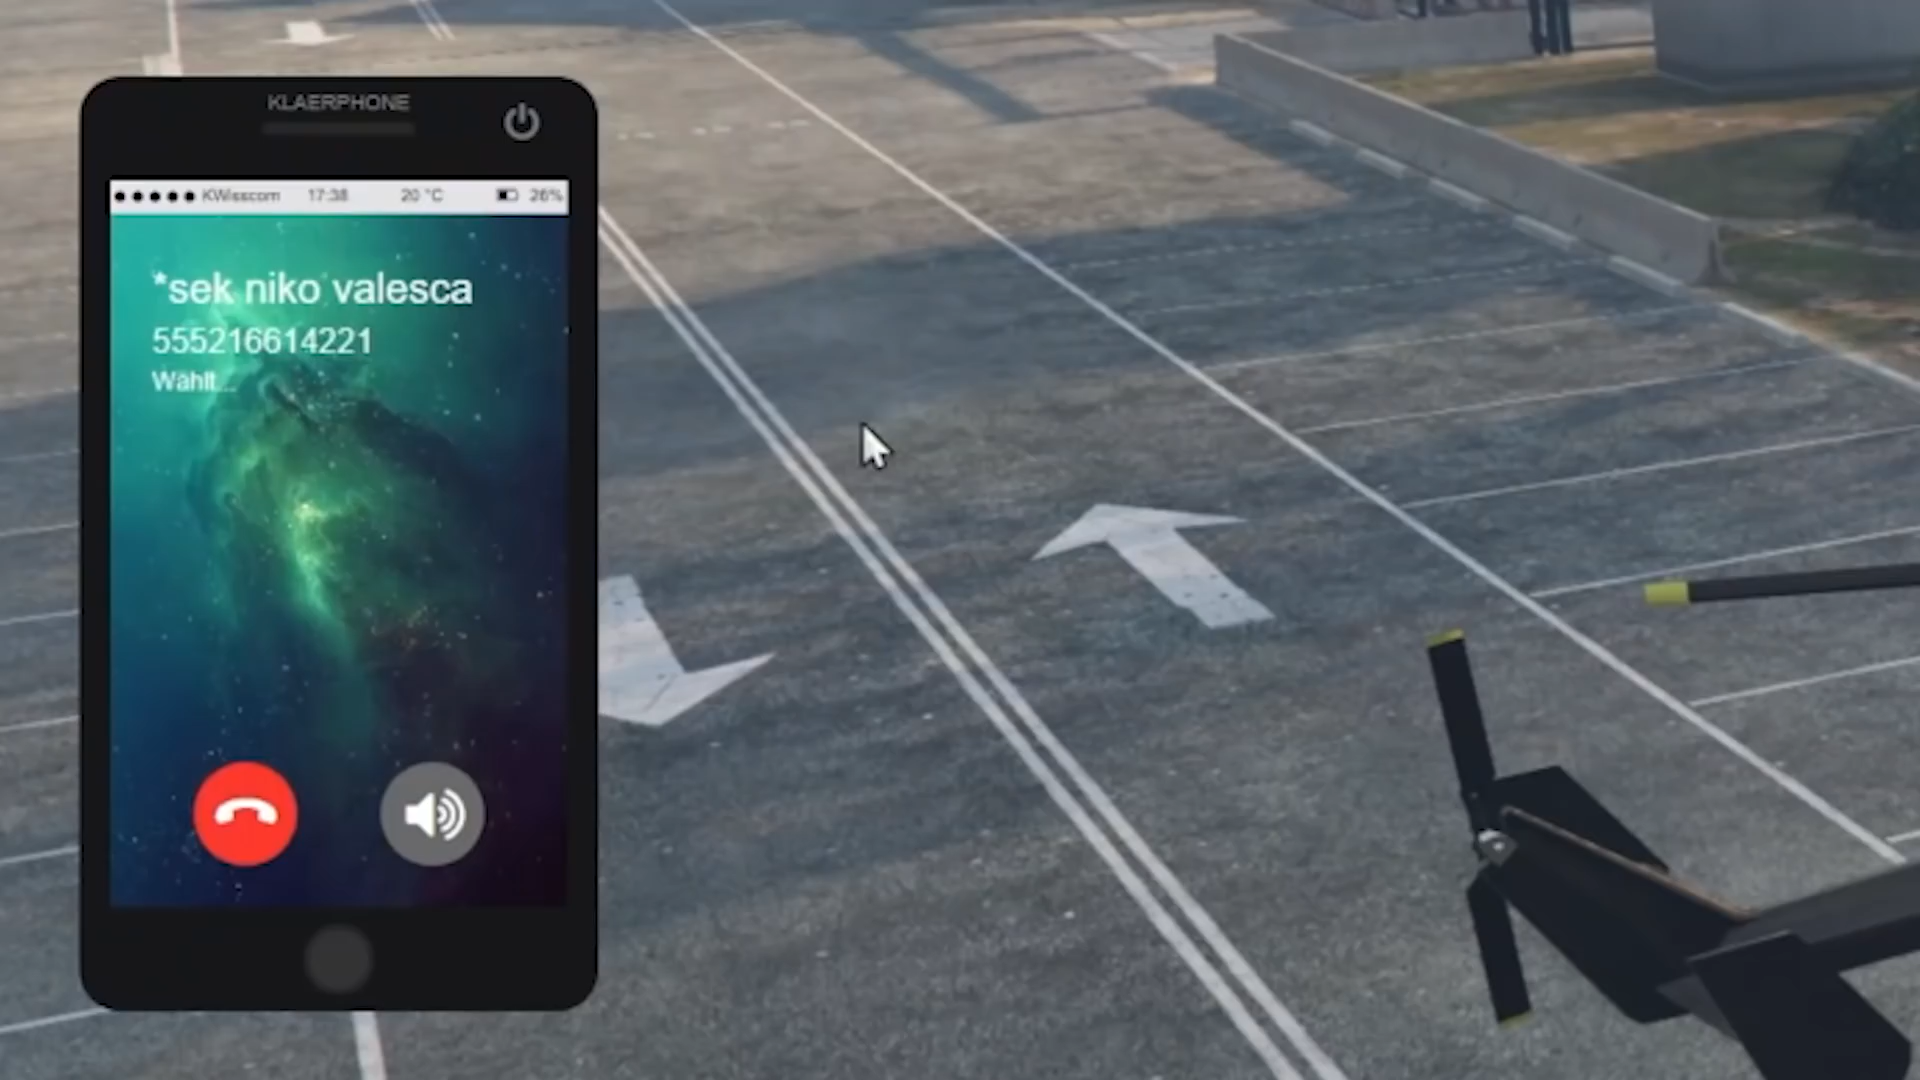 KLAERPHONE
KWisscom 17:38 20 °C 26%
*sek niko valesca
555216614221
Wählt...